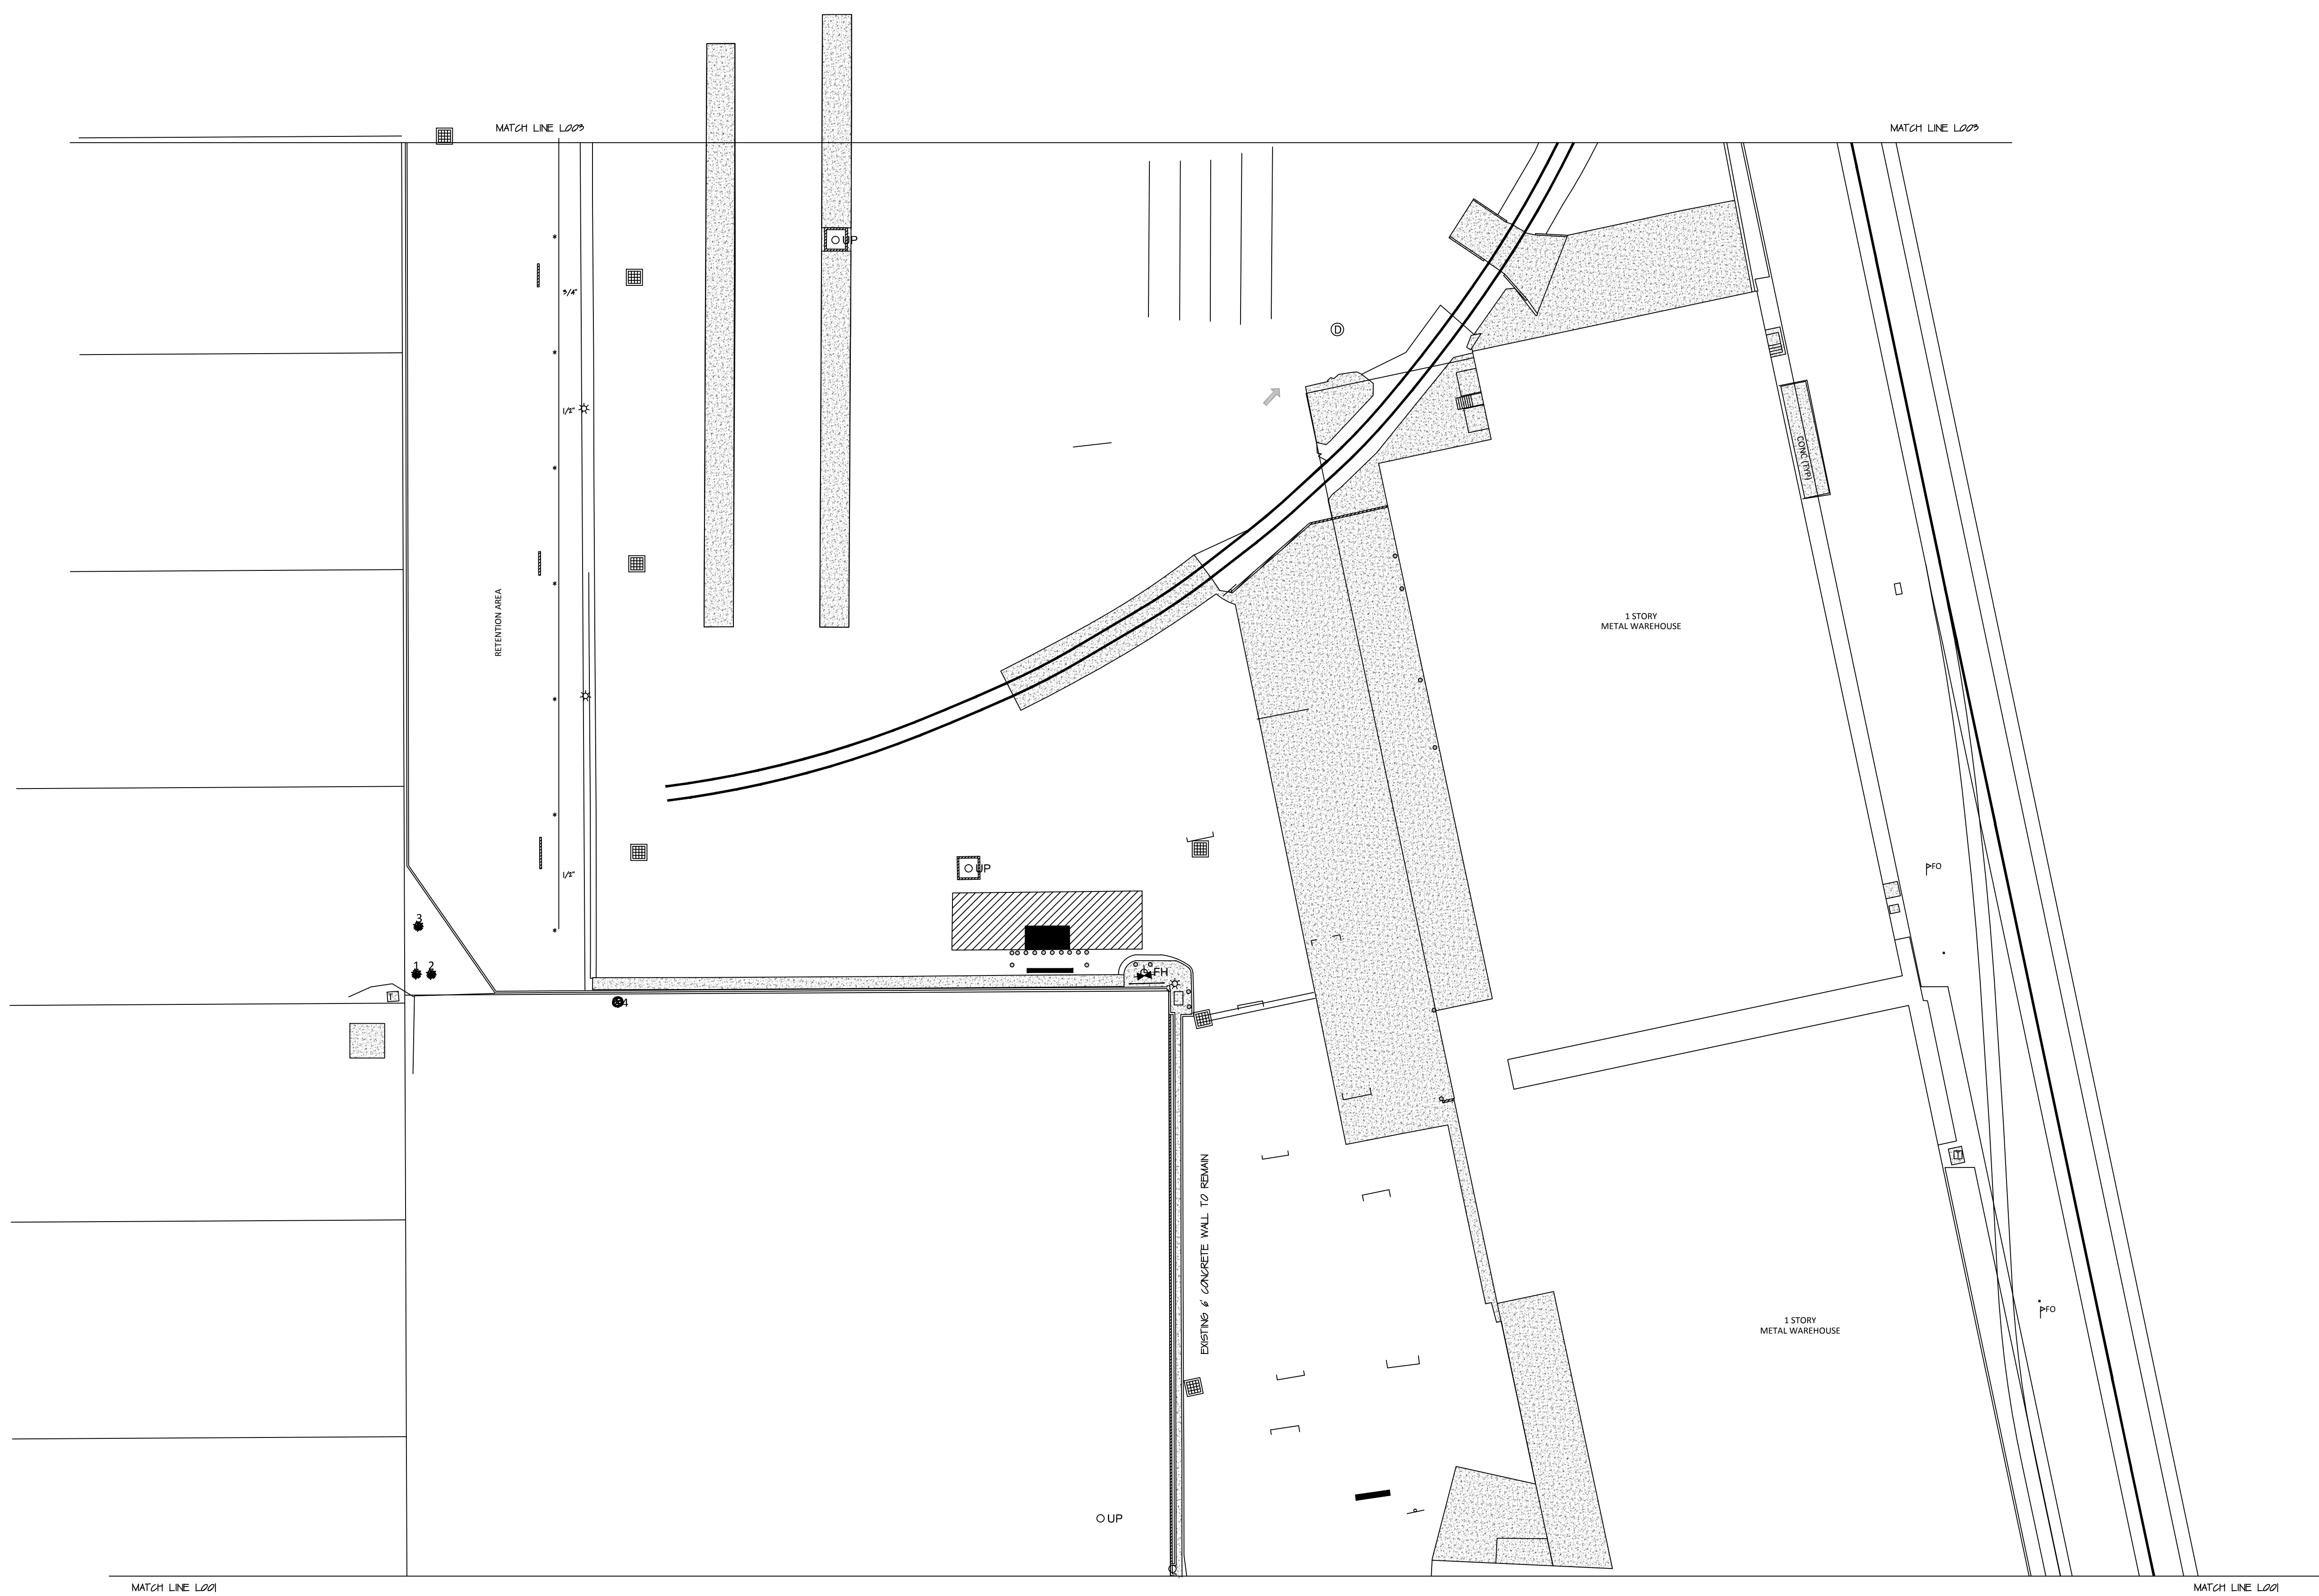 MATCH LINE L003
MATCH LINE L003
UP
3/4"
D
1/2"
CONC (TYP)
RETENTION AREA
1 STORY
METAL WAREHOUSE
UP
FO
1/2"
3
1
2
FH
T
4
EXISTING 6' CONCRETE WALL TO REMAIN
T
FO
1 STORY
METAL WAREHOUSE
UP
MATCH LINE L001
MATCH LINE L001